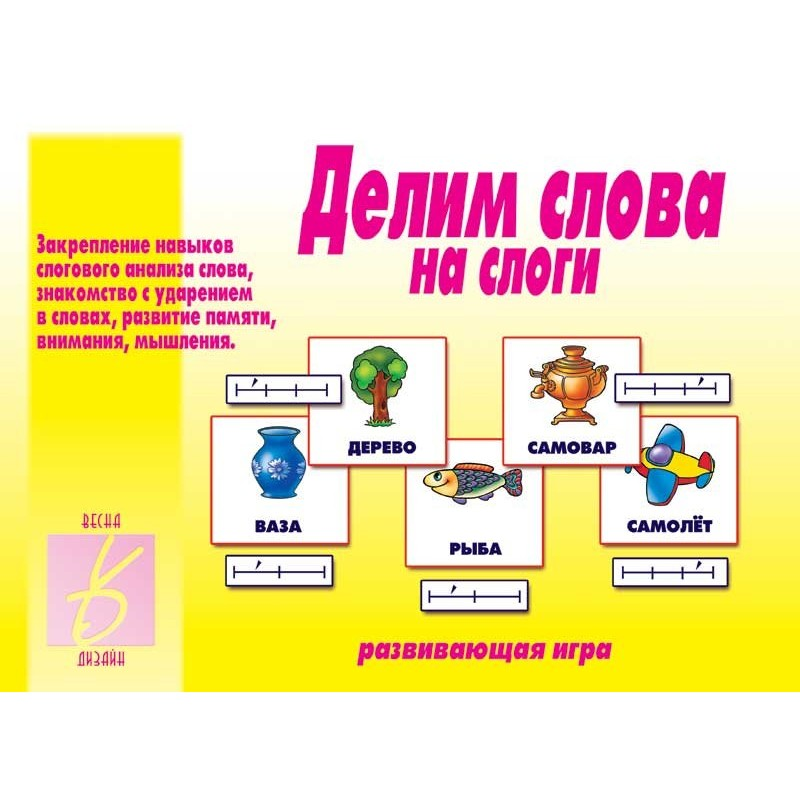 Делим слова
на слоги
Закрепление навыков
слогового анализа слова,
знакомство с ударением
в словах, развитие памяти,
внимания, мышления.
ДЕРЕВО
САМОВАР
ВАЗА
РЫБА
САМОЛЁТ
ВЕСНА
ДИЗАЙН
развивающая игра